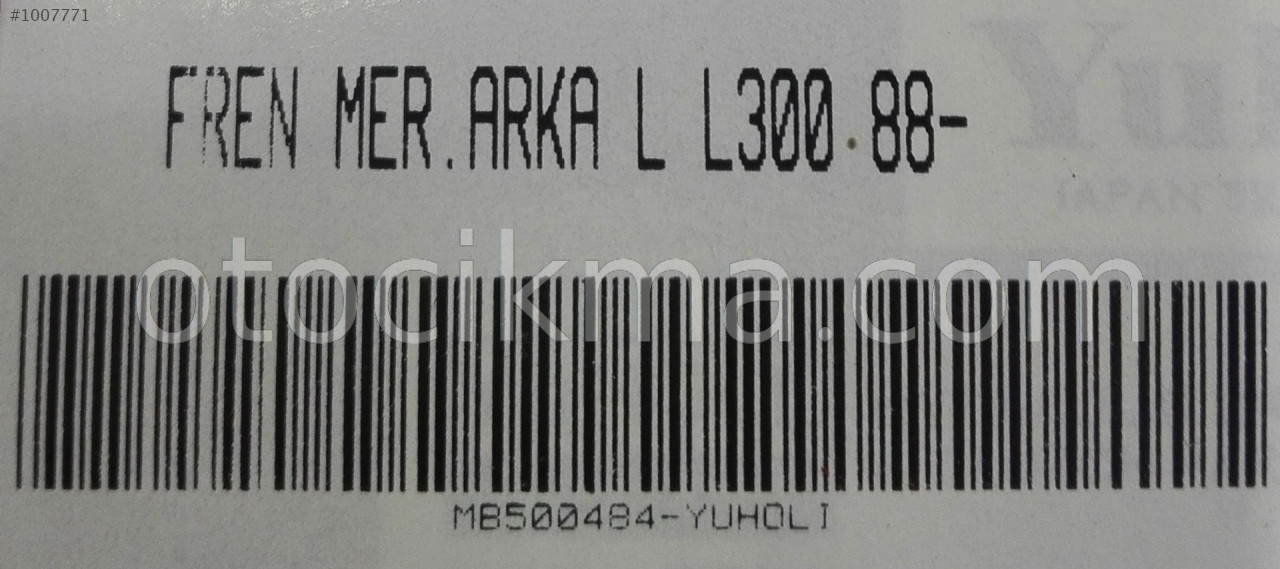 #1007771
FREN MER.ARKA L L300.88-
otocikma.com
MB500484-YUHOLI